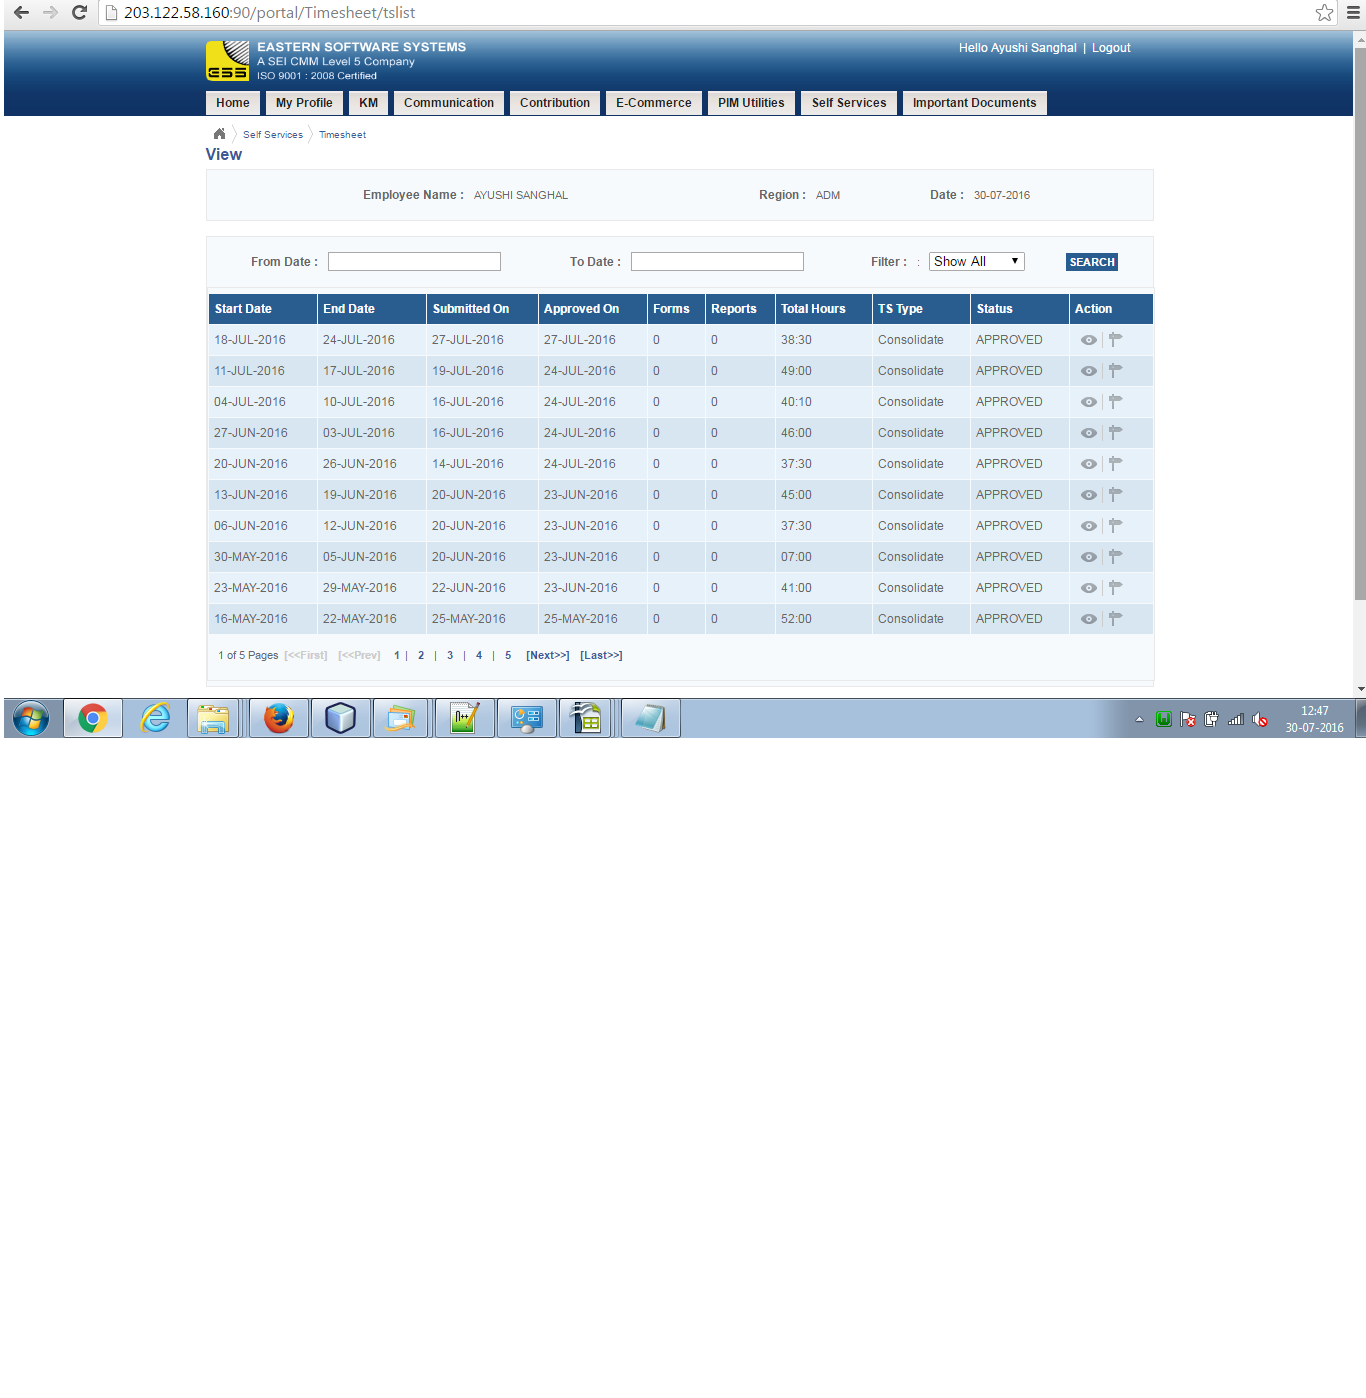 203.122.58.160:90/portal/Timesheet/tslist
EASTERN SOFTWARE SYSTEMS
A SEI CMM Level 5 Company
ISO 9001 : 2008 Certified
ESS
Hello Ayushi Sanghal | Logout
Home My Profile KM Communication Contribution E-Commerce PIM Utilities Self Services Important Documents
Self Services Timesheet
View
Employee Name : AYUSHI SANGHAL Region : ADM Date : 30-07-2016
From Date : To Date : Filter : : Show All SEARCH
Start Date End Date Submitted On Approved On Forms Reports Total Hours TS Type Status Action
18-JUL-2016 24-JUL-2016 27-JUL-2016 27-JUL-2016 0 0 38:30 Consolidate APPROVED
11-JUL-2016 17-JUL-2016 19-JUL-2016 24-JUL-2016 0 0 49:00 Consolidate APPROVED
04-JUL-2016 10-JUL-2016 16-JUL-2016 24-JUL-2016 0 0 40:10 Consolidate APPROVED
27-JUN-2016 03-JUL-2016 16-JUL-2016 24-JUL-2016 0 0 46:00 Consolidate APPROVED
20-JUN-2016 26-JUN-2016 14-JUL-2016 24-JUL-2016 0 0 37:30 Consolidate APPROVED
13-JUN-2016 19-JUN-2016 20-JUN-2016 23-JUN-2016 0 0 45:00 Consolidate APPROVED
06-JUN-2016 12-JUN-2016 20-JUN-2016 23-JUN-2016 0 0 37:30 Consolidate APPROVED
30-MAY-2016 05-JUN-2016 20-JUN-2016 23-JUN-2016 0 0 07:00 Consolidate APPROVED
23-MAY-2016 29-MAY-2016 22-JUN-2016 23-JUN-2016 0 0 41:00 Consolidate APPROVED
16-MAY-2016 22-MAY-2016 25-MAY-2016 25-MAY-2016 0 0 52:00 Consolidate APPROVED
1 of 5 Pages [<<First] [<<Prev] 1 | 2 | 3 | 4 | 5 [Next>>] [Last>>]
12:47
30-07-2016